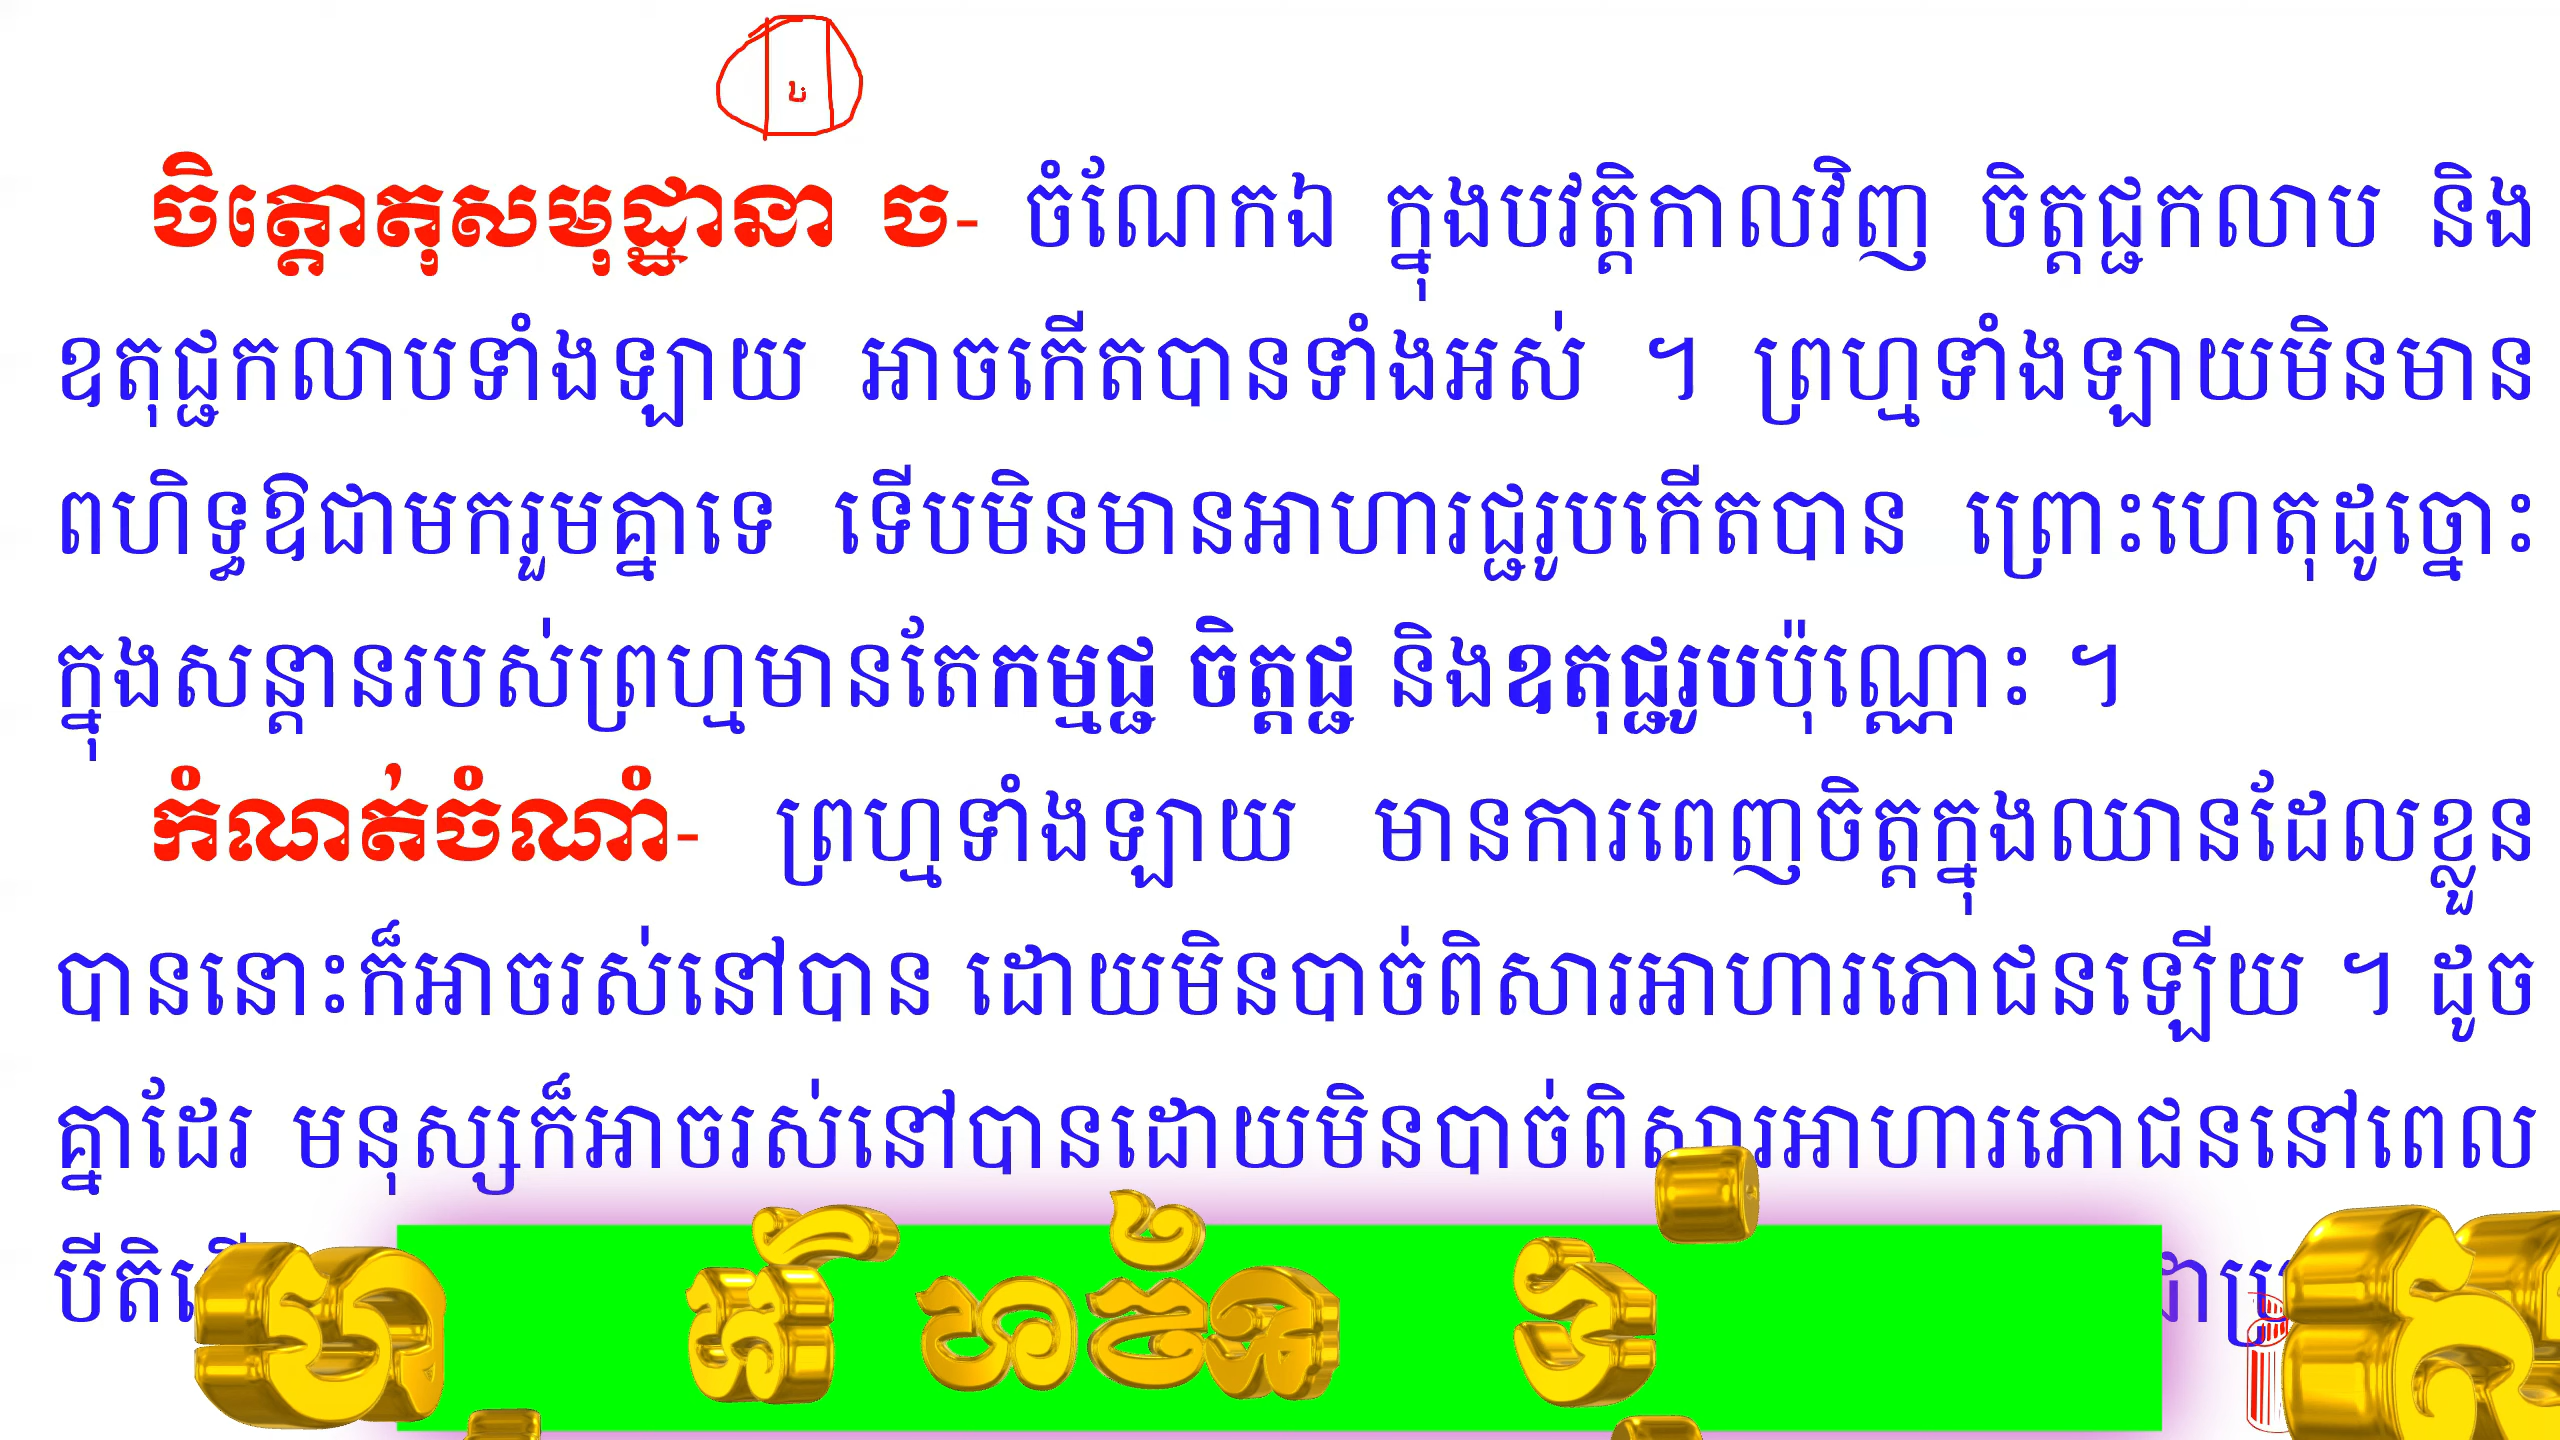 ចិត្តោតុសមុដ្ឋានា ច- ចំណែកឯ ក្នុងបវត្តិកាលវិញ ចិត្តជ្ជកលាប និង
ឧតុជ្ជកលាបទាំងឡាយ អាចកើតបានទាំងអស់ ។ ព្រហ្មទាំងឡាយមិនមាន
ពហិទ្ធឱជាមករួមគ្នាទេ ទើបមិនមានអាហារជ្ជរូបកើតបាន ព្រោះហេតុដូច្នោះ
ក្នុងសន្តានរបស់ព្រហ្មមានតែកម្មជ្ជ ចិត្តជ្ជ និងឧតុជ្ជរូបប៉ុណ្ណោះ ។
កំណត់ចំណាំ- ព្រហ្មទាំងឡាយ មានការពេញចិត្តក្នុងឈានដែលខ្លួន
បាននោះក៏អាចរស់នៅបាន ដោយមិនបាច់ពិសារអាហារភោជនឡើយ ។ ដូច
គ្នាដែរ មនុស្សក៏អាចរស់នៅបានដោយមិនបាច់ពិសារអាហារភោជននៅពេល
បីតិ